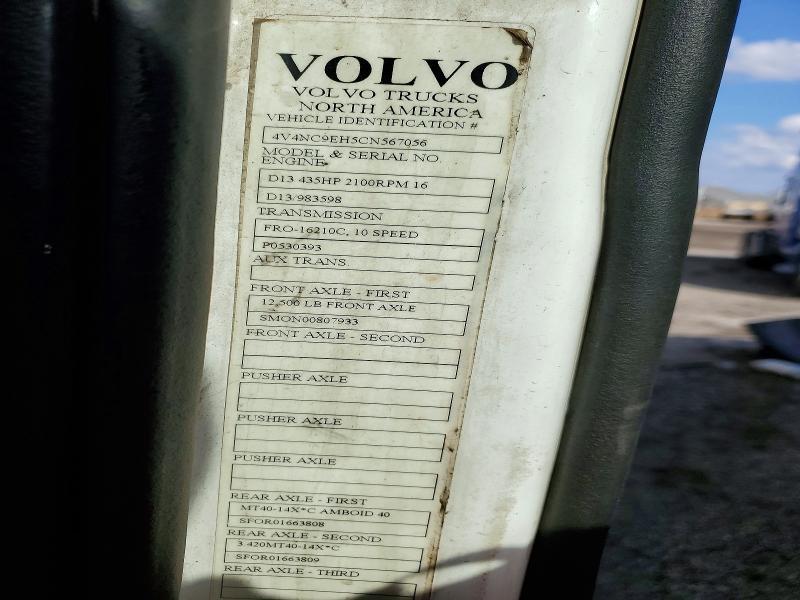 VOLVO
VOLVO TRUCKS
NORTH AMERICA
VEHICLE IDENTIFICATION #
4V4NC9EH5CN567056
MODEL & SERIAL NO.
ENGINE
D13 435HP 2100RPM 16
D13/983598
TRANSMISSION
FRO-16210C, 10 SPEED
P0530393
AUX TRANS.
FRONT AXLE - FIRST
12,500 LB FRONT AXLE
SMON00807933
FRONT AXLE - SECOND
PUSHER AXLE
PUSHER AXLE
PUSHER AXLE
REAR AXLE - FIRST
MT40-14X*C AMBOID 40
SFOR01663808
REAR AXLE - SECOND
3.420MT40-14X*C
SFOR01663809
REAR AXLE - THIRD